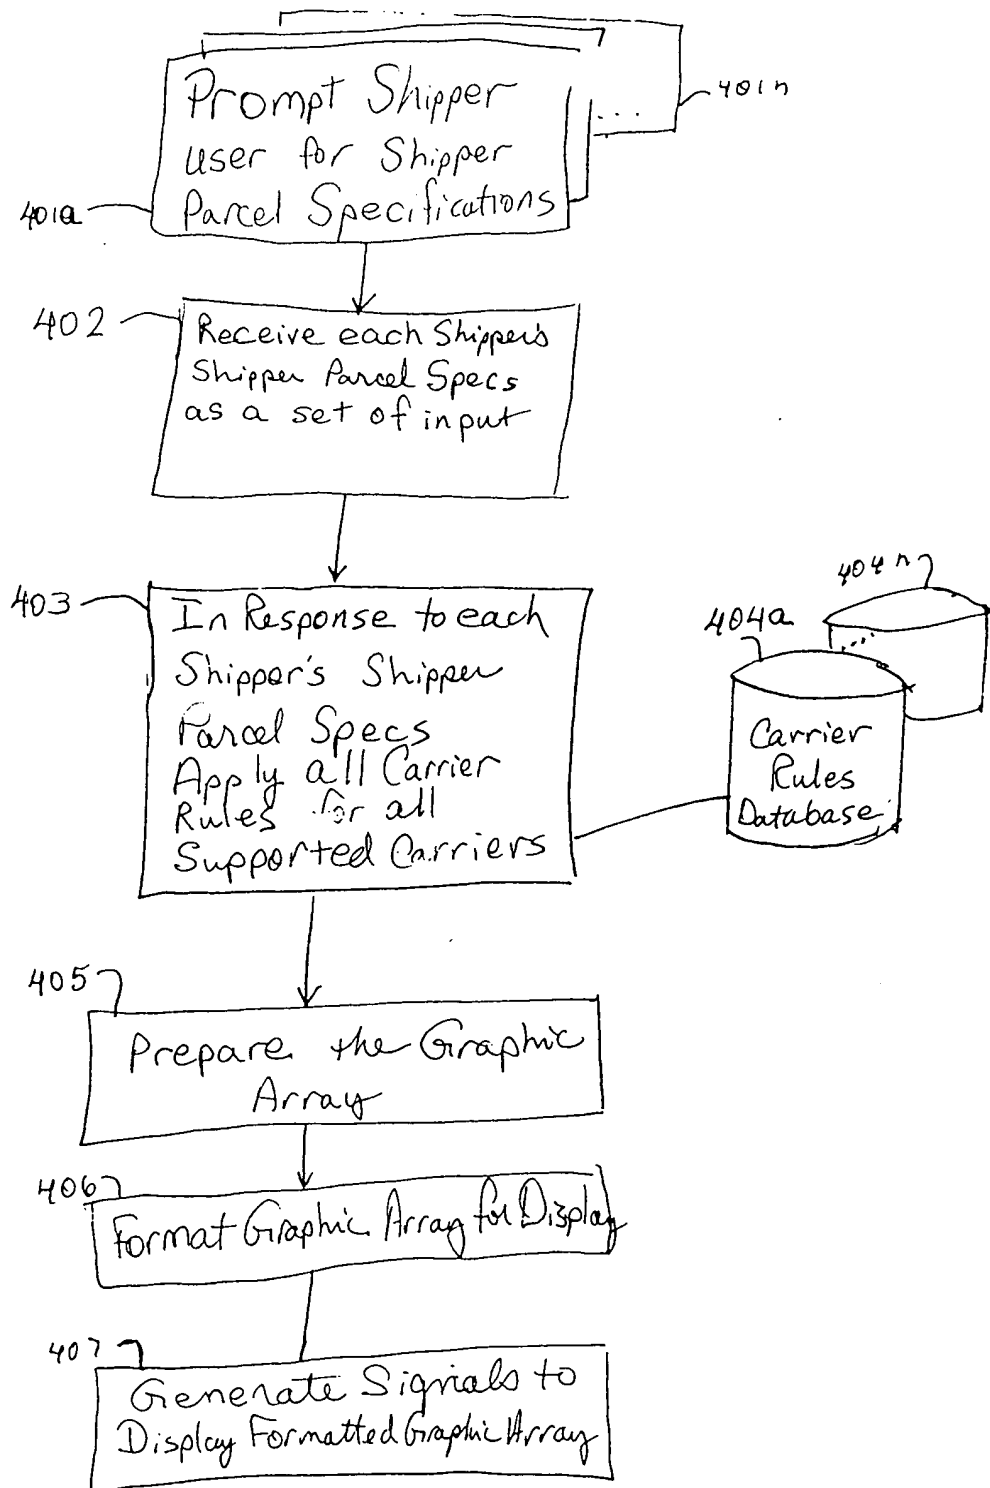 401n
...
Prompt Shipper
user for Shipper
Parcel Specifications
401a
402
Receive each Shipper's
Shipper Parcel Specs
as a set of input
403
In Response to each
Shipper's Shipper
Parcel Specs
Apply all Carrier
Rules for all
Supported Carriers
404n
404a
Carrier
Rules
Database
405
Prepare the Graphic
Array
406
Format Graphic Array for Display
407
Generate Signals to
Display Formatted Graphic Array